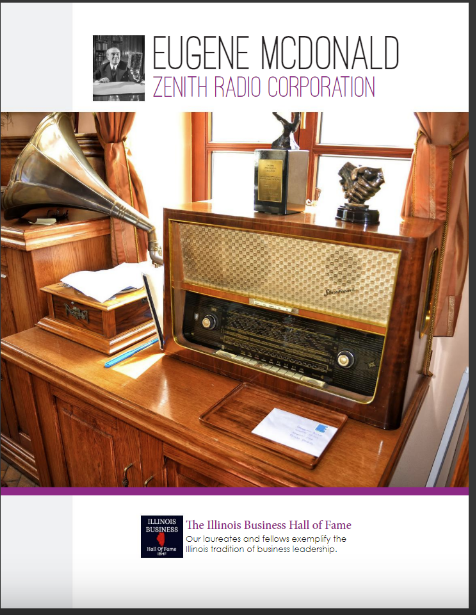 EUGENE MCDONALD
ZENITH RADIO CORPORATION
ILLINOIS
BUSINESS
Hall Of Fame
The Illinois Business Hall of Fame
Our laureates and fellows exemplify the
Illinois tradition of business leadership.